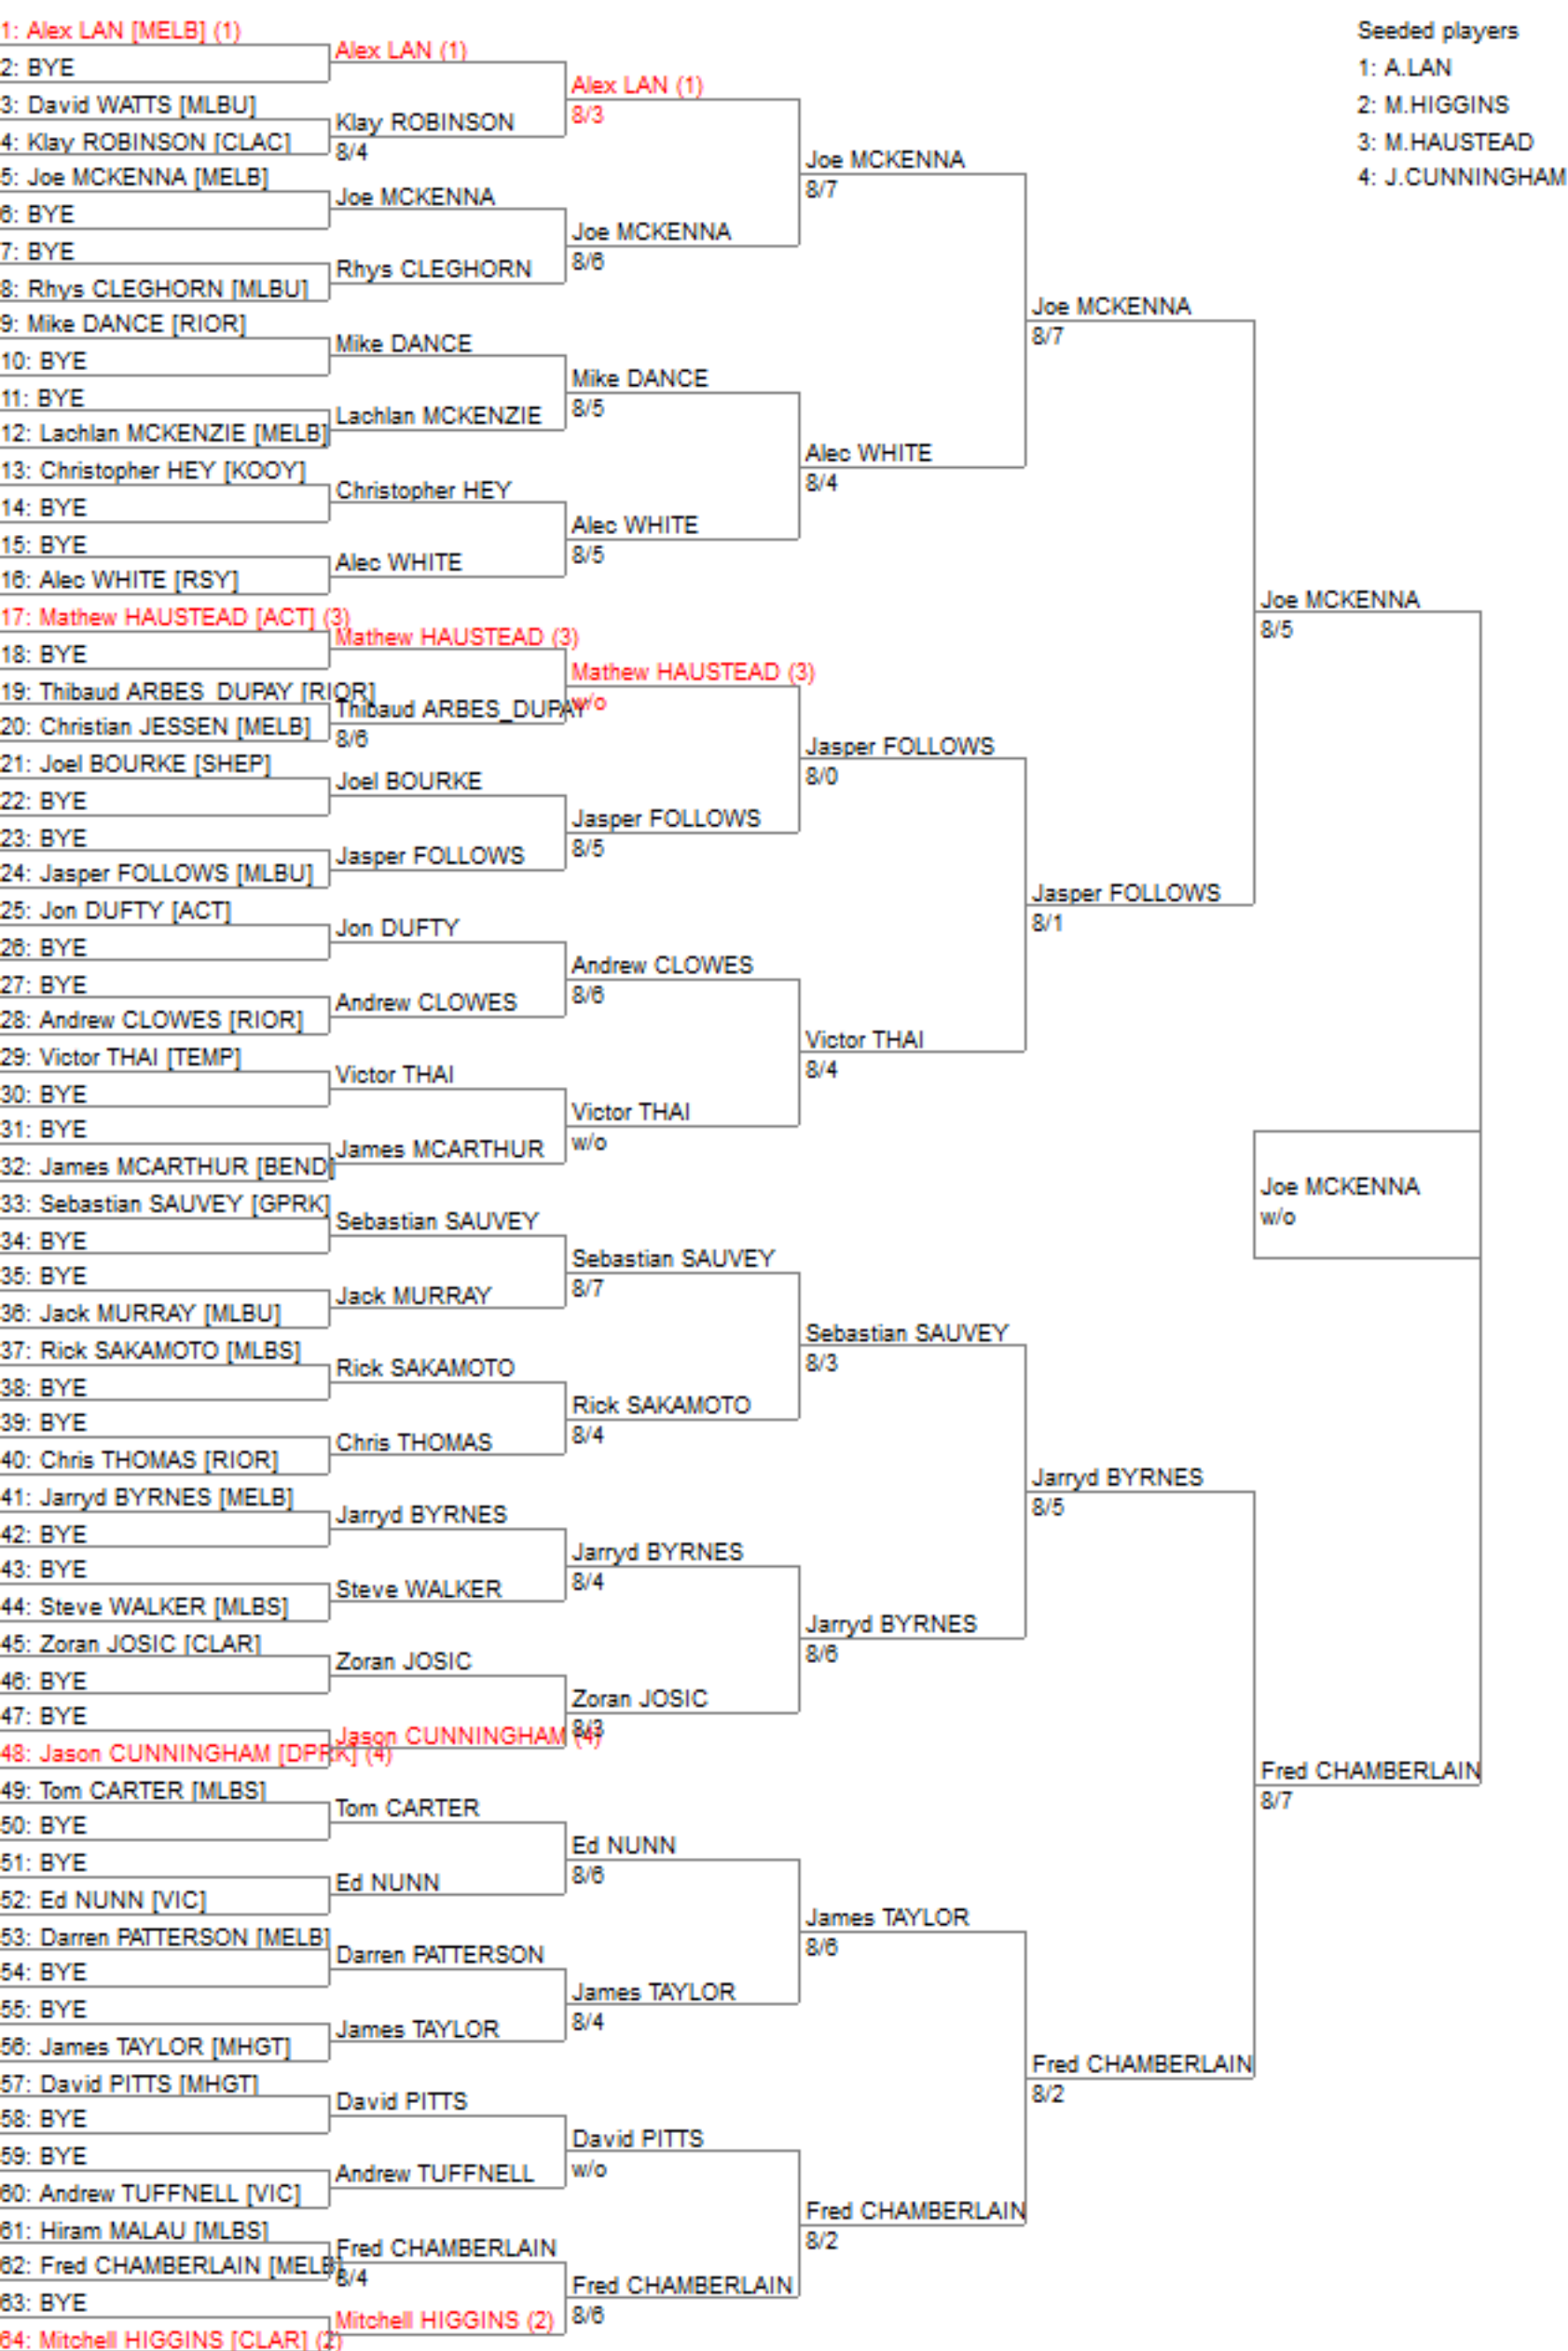 1: Alex LAN [MELB] (1)
2: BYE
3: David WATTS [MLBU]
4: Klay ROBINSON [CLAC]
5: Joe MCKENNA [MELB]
6: BYE
7: BYE
8: Rhys CLEGHORN [MLBU]
9: Mike DANCE [RIOR]
10: BYE
11: BYE
12: Lachlan MCKENZIE [MELB]
13: Christopher HEY [KOOY]
14: BYE
15: BYE
16: Alec WHITE [RSY]
17: Mathew HAUSTEAD [ACT] (3)
18: BYE
19: Thibaud ARBES_DUPAY [RIOR]
20: Christian JESSEN [MELB]
21: Joel BOURKE [SHEP]
22: BYE
23: BYE
24: Jasper FOLLOWS [MLBU]
25: Jon DUFTY [ACT]
26: BYE
27: BYE
28: Andrew CLOWES [RIOR]
29: Victor THAI [TEMP]
30: BYE
31: BYE
32: James MCARTHUR [BEND]
33: Sebastian SAUVEY [GPRK]
34: BYE
35: BYE
36: Jack MURRAY [MLBU]
37: Rick SAKAMOTO [MLBS]
38: BYE
39: BYE
40: Chris THOMAS [RIOR]
41: Jarryd BYRNES [MELB]
42: BYE
43: BYE
44: Steve WALKER [MLBS]
45: Zoran JOSIC [CLAR]
46: BYE
47: BYE
48: Jason CUNNINGHAM [DPRK] (4)
49: Tom CARTER [MLBS]
50: BYE
51: BYE
52: Ed NUNN [VIC]
53: Darren PATTERSON [MELB]
54: BYE
55: BYE
56: James TAYLOR [MHGT]
57: David PITTS [MHGT]
58: BYE
59: BYE
60: Andrew TUFFNELL [VIC]
61: Hiram MALAU [MLBS]
62: Fred CHAMBERLAIN [MELB]
63: BYE
64: Mitchell HIGGINS [CLAR] (2)
Alex LAN (1)
Klay ROBINSON
8/4
Joe MCKENNA
Rhys CLEGHORN
Mike DANCE
Lachlan MCKENZIE
Christopher HEY
Alec WHITE
Mathew HAUSTEAD (3)
Thibaud ARBES_DUPAY
8/6
Joel BOURKE
Jasper FOLLOWS
Jon DUFTY
Andrew CLOWES
Victor THAI
James MCARTHUR
Sebastian SAUVEY
Jack MURRAY
Rick SAKAMOTO
Chris THOMAS
Jarryd BYRNES
Steve WALKER
Zoran JOSIC
Jason CUNNINGHAM (4)
Tom CARTER
Ed NUNN
Darren PATTERSON
James TAYLOR
David PITTS
Andrew TUFFNELL
Fred CHAMBERLAIN
8/4
Mitchell HIGGINS (2)
Alex LAN (1)
8/3
Joe MCKENNA
8/6
Mike DANCE
8/5
Alec WHITE
8/5
Mathew HAUSTEAD (3)
w/o
Jasper FOLLOWS
8/5
Andrew CLOWES
8/6
Victor THAI
w/o
Sebastian SAUVEY
8/7
Rick SAKAMOTO
8/4
Jarryd BYRNES
8/4
Zoran JOSIC
8/3
Ed NUNN
8/6
James TAYLOR
8/4
David PITTS
w/o
Fred CHAMBERLAIN
8/6
Joe MCKENNA
8/7
Alec WHITE
8/4
Jasper FOLLOWS
8/0
Victor THAI
8/4
Sebastian SAUVEY
8/3
Jarryd BYRNES
8/6
James TAYLOR
8/6
Fred CHAMBERLAIN
8/2
Joe MCKENNA
8/7
Jasper FOLLOWS
8/1
Jarryd BYRNES
8/5
Fred CHAMBERLAIN
8/2
Joe MCKENNA
8/5
Fred CHAMBERLAIN
8/7
Joe MCKENNA
w/o
Seeded players
1: A.LAN
2: M.HIGGINS
3: M.HAUSTEAD
4: J.CUNNINGHAM